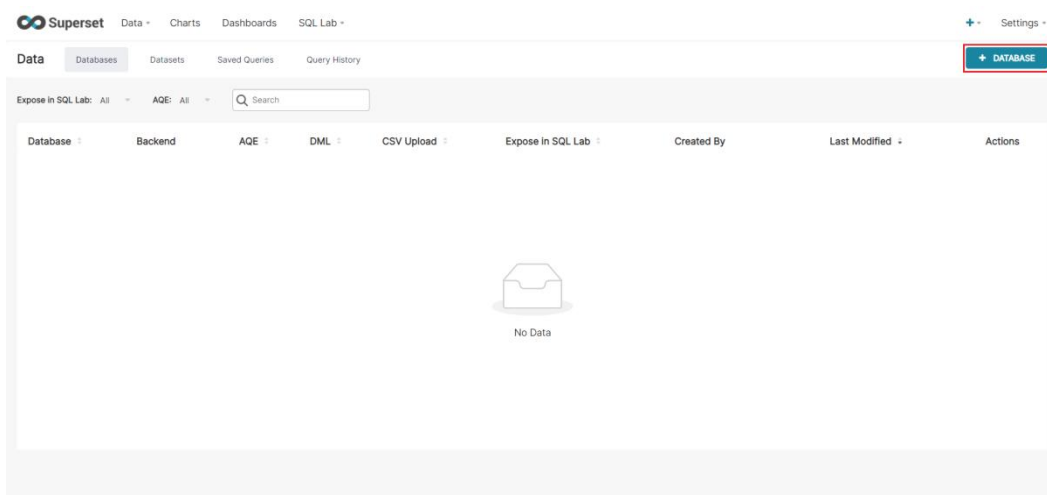 Superset Data Charts Dashboards SQL Lab + Settings
Data Databases Datasets Saved Queries Query History + DATABASE
Expose in SQL Lab: All AQE: All Search
Database Backend AQE DML CSV Upload Expose in SQL Lab Created By Last Modified Actions
No Data